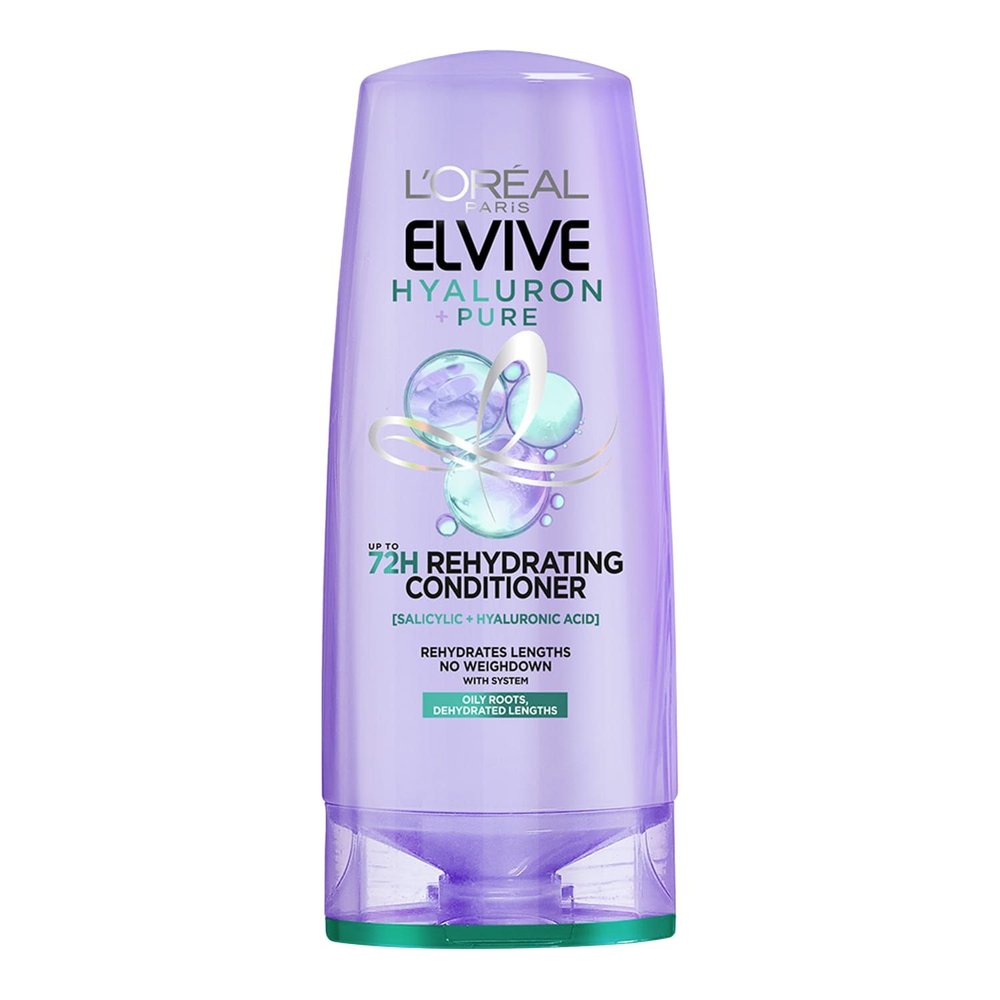 L'ORÉAL
PARIS
ELVIVE
HYALURON
+ PURE
UP TO
72H REHYDRATING
CONDITIONER
[SALICYLIC + HYALURONIC ACID]
REHYDRATES LENGTHS
NO WEIGHDOWN
WITH SYSTEM
OILY ROOTS,
DEHYDRATED LENGTHS